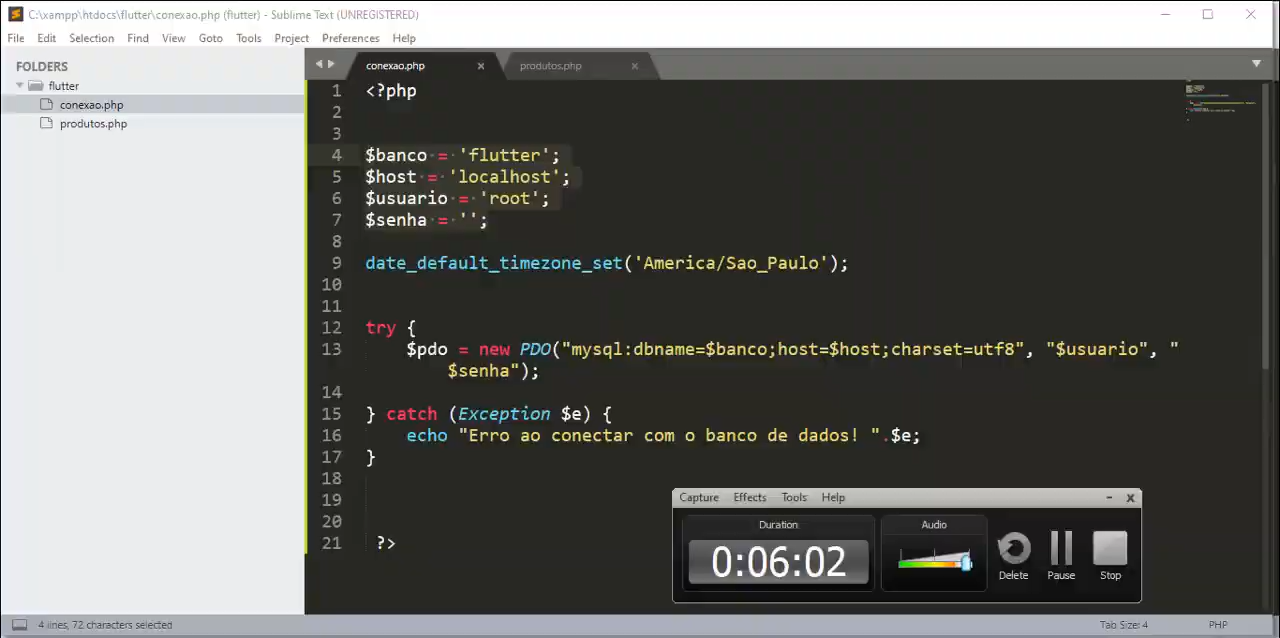 C:\xampp\htdocs\flutter\conexao.php (flutter) - Sublime Text (UNREGISTERED)
File Edit Selection Find View Goto Tools Project Preferences Help
FOLDERS
flutter
conexao.php
produtos.php
conexao.php produtos.php
1 <?php
2
3
4 $banco = 'flutter';
5 $host = 'localhost';
6 $usuario = 'root';
7 $senha = '';
8
9 date_default_timezone_set('America/Sao_Paulo');
10
11
12 try {
13 $pdo = new PDO("mysql:dbname=$banco;host=$host;charset=utf8", "$usuario", "
$senha");
14
15 } catch (Exception $e) {
16 echo "Erro ao conectar com o banco de dados! ".$e;
17 }
18
19
20
21 ?>
Capture Effects Tools Help
Duration
0:06:02
Audio
Delete Pause Stop
4 lines, 72 characters selected
Tab Size: 4 PHP